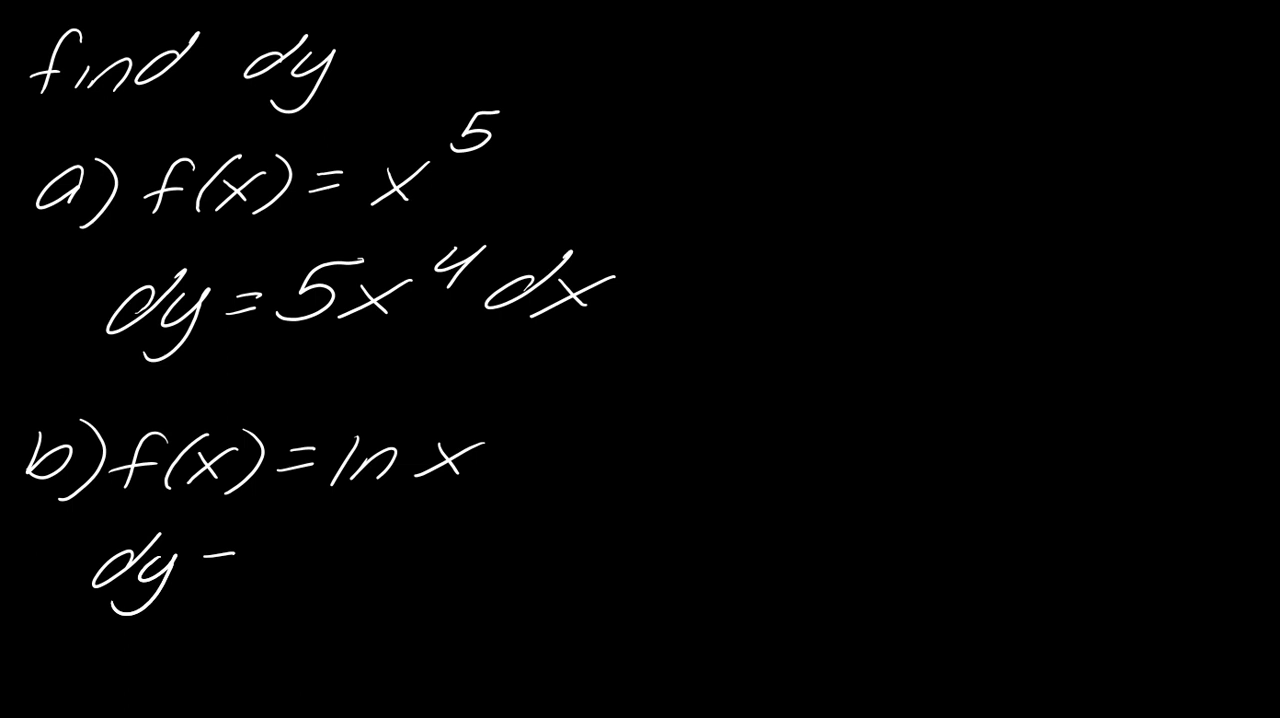 find dy
a) f(x) = x^5
dy = 5x^4 dx
b) f(x) = ln x
dy -